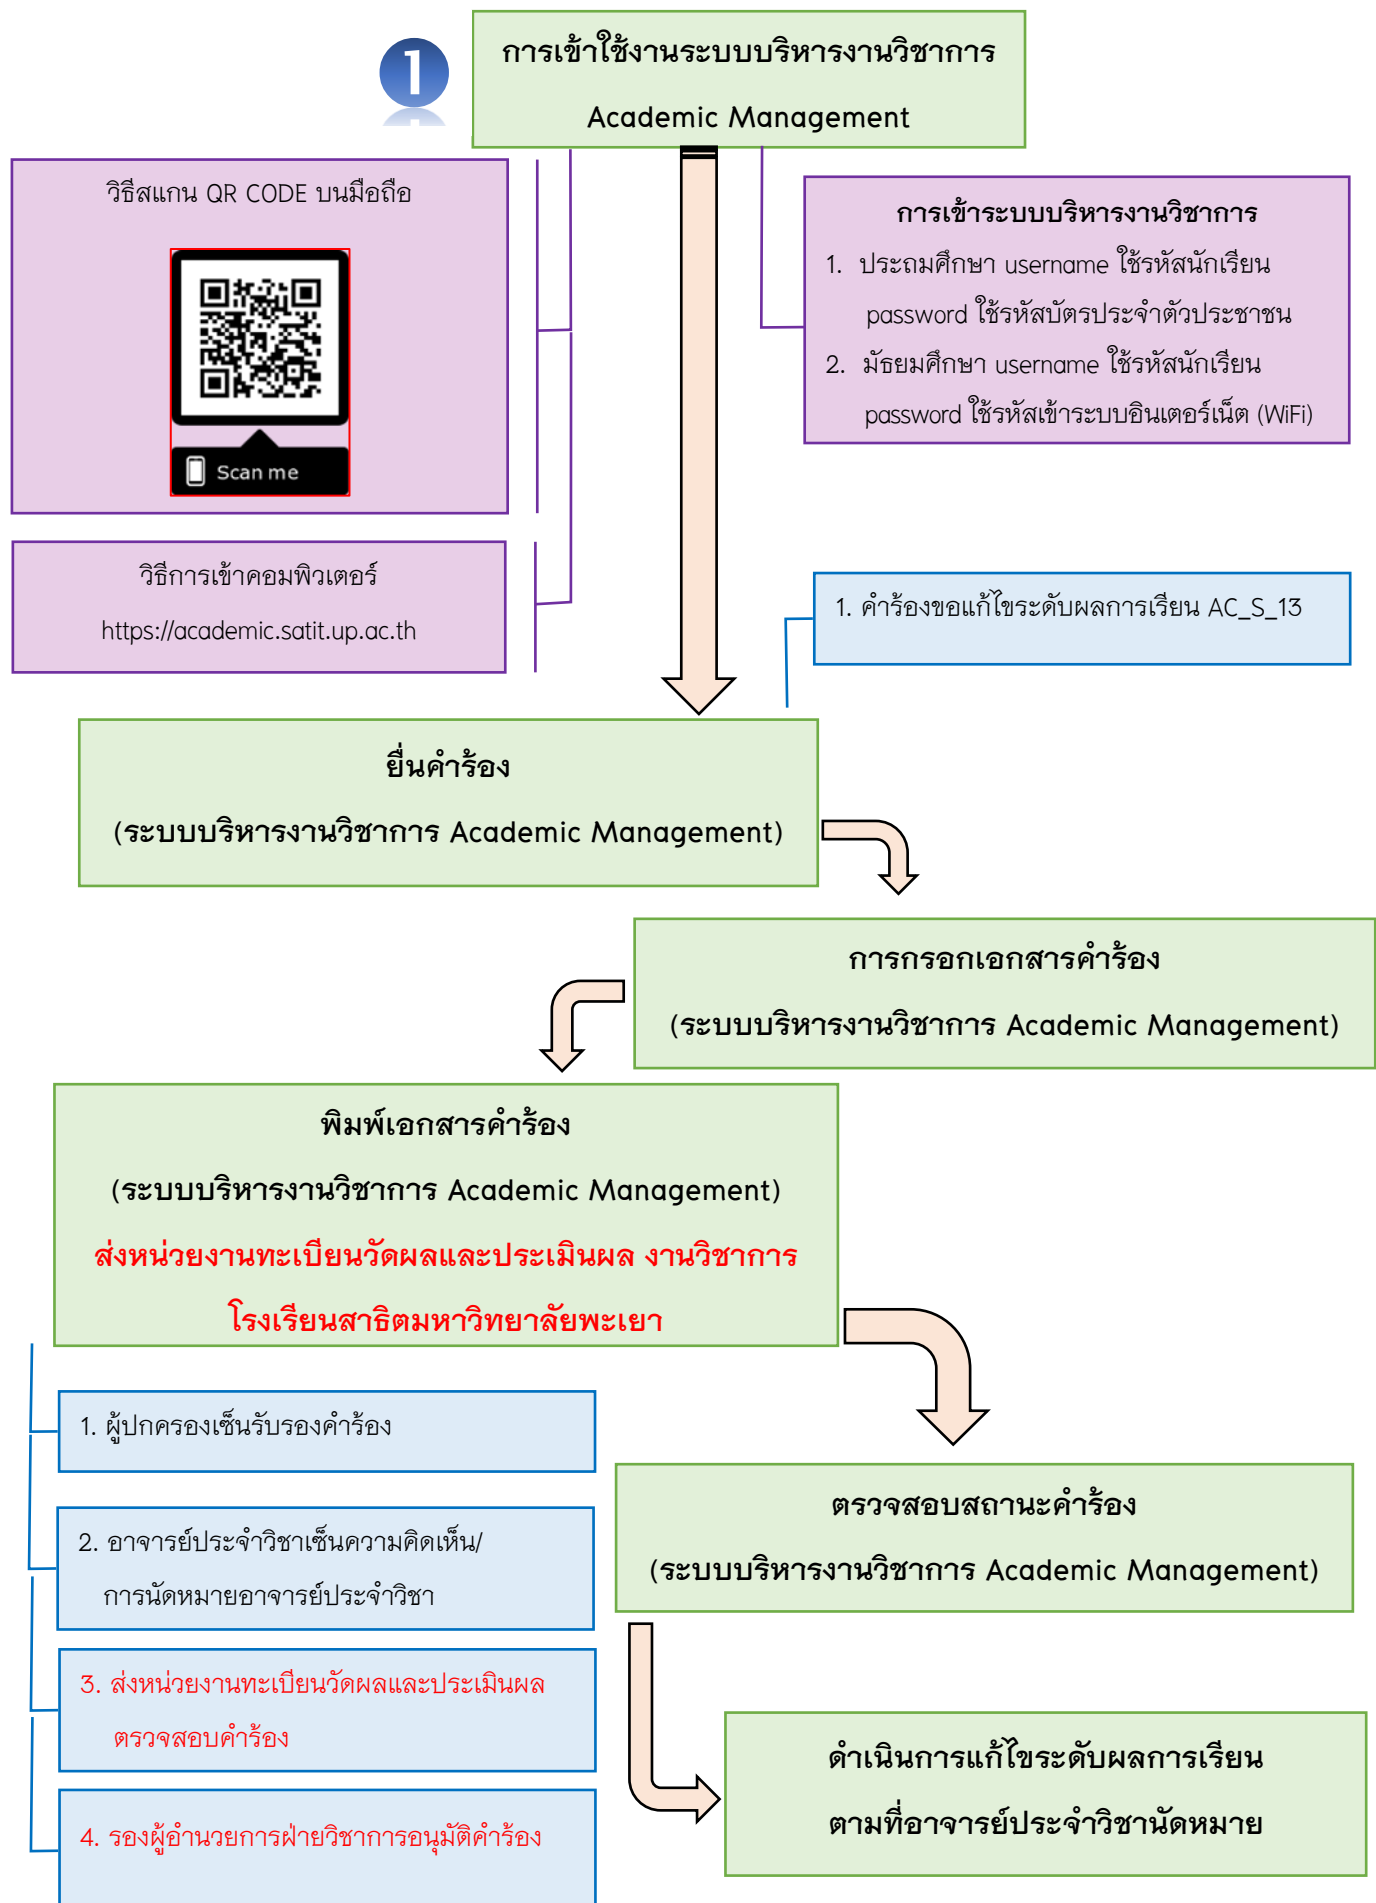 1
การเข้าใช้งานระบบบริหารงานวิชาการ
Academic Management
วิธีสแกน QR CODE บนมือถือ
Scan me
วิธีการเข้าคอมพิวเตอร์
https://academic.satit.up.ac.th
การเข้าระบบบริหารงานวิชาการ
1. ประถมศึกษา username ใช้รหัสนักเรียน
password ใช้รหัสบัตรประจำตัวประชาชน
2. มัธยมศึกษา username ใช้รหัสนักเรียน
password ใช้รหัสเข้าระบบอินเตอร์เน็ต (WiFi)
1. คำร้องขอแก้ไขระดับผลการเรียน AC_S_13
ยื่นคำร้อง
(ระบบบริหารงานวิชาการ Academic Management)
การกรอกเอกสารคำร้อง
(ระบบบริหารงานวิชาการ Academic Management)
พิมพ์เอกสารคำร้อง
(ระบบบริหารงานวิชาการ Academic Management)
ส่งหน่วยงานทะเบียนวัดผลและประเมินผล งานวิชาการ
โรงเรียนสาธิตมหาวิทยาลัยพะเยา
1. ผู้ปกครองเซ็นรับรองคำร้อง
2. อาจารย์ประจำวิชาเซ็นความคิดเห็น/
การนัดหมายอาจารย์ประจำวิชา
3. ส่งหน่วยงานทะเบียนวัดผลและประเมินผล
ตรวจสอบคำร้อง
4. รองผู้อำนวยการฝ่ายวิชาการอนุมัติคำร้อง
ตรวจสอบสถานะคำร้อง
(ระบบบริหารงานวิชาการ Academic Management)
ดำเนินการแก้ไขระดับผลการเรียน
ตามที่อาจารย์ประจำวิชานัดหมาย